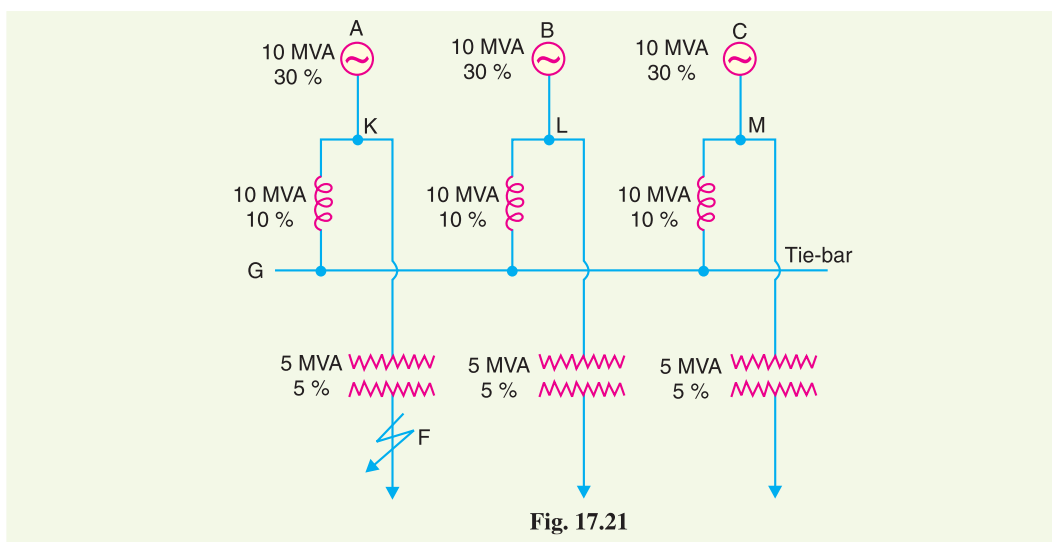 A
B
C
10 MVA
30 %
10 MVA
30 %
10 MVA
30 %
K
L
M
10 MVA
10 %
10 MVA
10 %
10 MVA
10 %
G
Tie-bar
5 MVA
5 %
5 MVA
5 %
5 MVA
5 %
F
Fig. 17.21